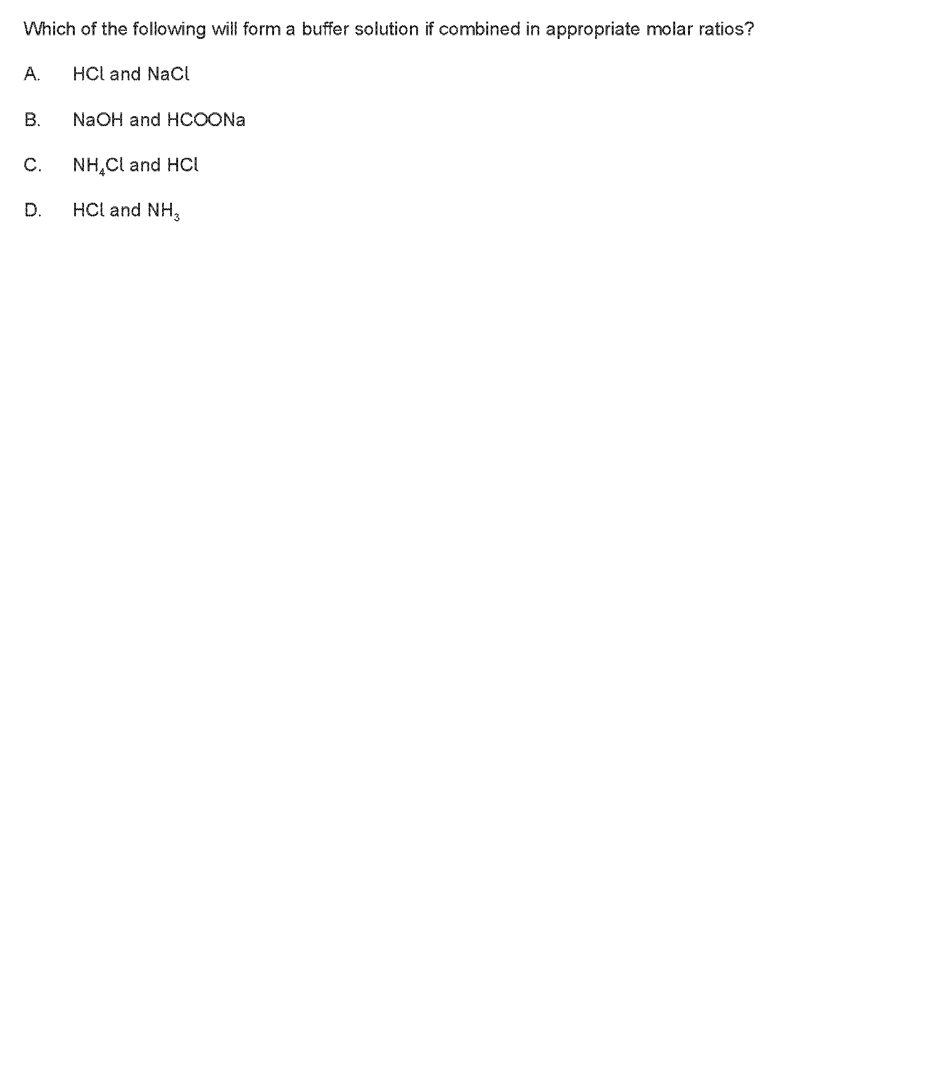 Which of the following will form a buffer solution if combined in appropriate molar ratios?
A. HCl and NaCl
B. NaOH and HCOONa
C. NH₄Cl and HCl
D. HCl and NH₃